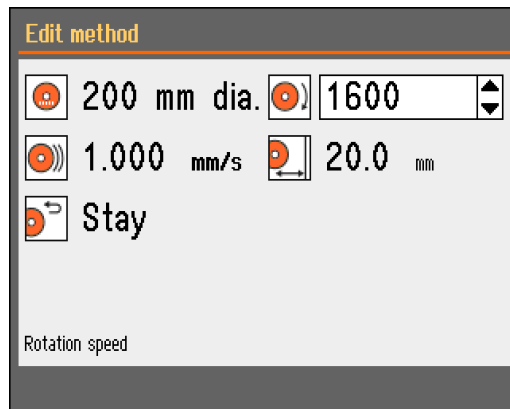 Edit method
200 mm dia. 1600
1.000 mm/s 20.0 mm
Stay
Rotation speed